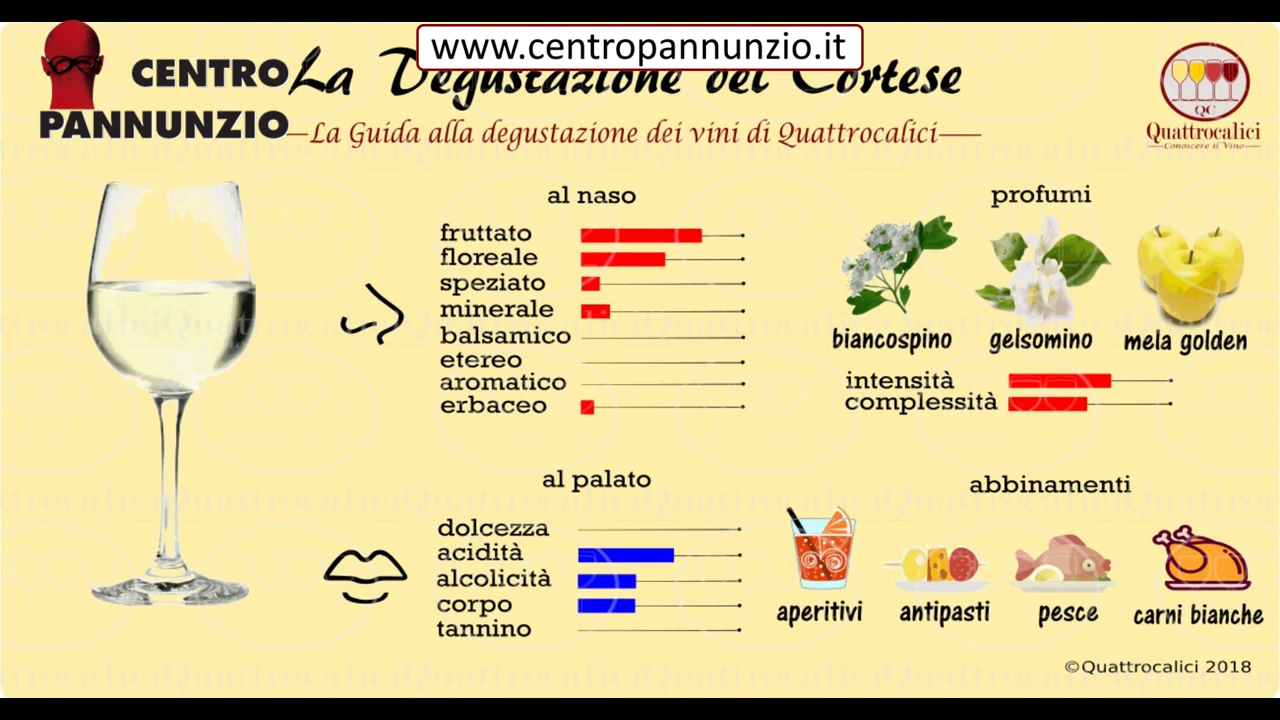 www.centropannunzio.it
CENTRO
PANNUNZIO
La Degustazione del Cortese
La Guida alla degustazione dei vini di Quattrocalici
QC
Quattrocalici
Conoscere il Vino
al naso
fruttato
floreale
speziato
minerale
balsamico
etereo
aromatico
erbaceo
profumi
biancospino
gelsomino
mela golden
intensità
complessità
al palato
dolcezza
acidità
alcolicità
corpo
tannino
abbinamenti
aperitivi
antipasti
pesce
carni bianche
©Quattrocalici 2018